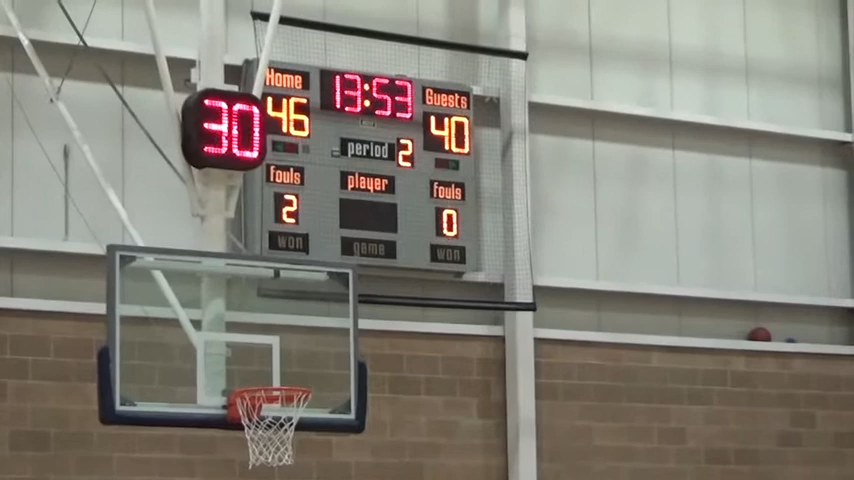 Home 13:53 Guests
30 46 40
period 2
fouls player fouls
2 0
won game won